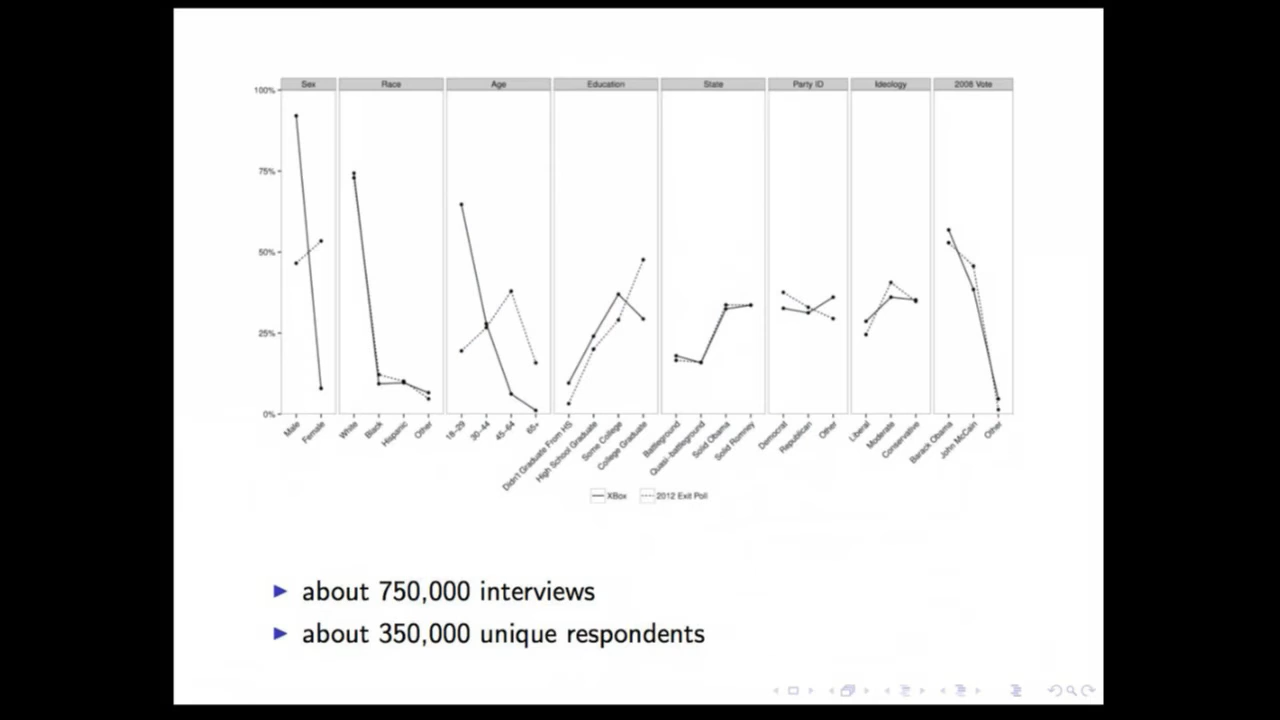 Sex Race Age Education State Party ID Ideology 2008 Vote
100%
75%
50%
25%
0%
Male Female White Black Hispanic Other 18-29 30-44 45-64 65+ Didn't Graduate From HS High School Graduate Some College College Graduate Battleground Quasi-battleground Solid Obama Solid Romney Democrat Republican Other Liberal Moderate Conservative Barack Obama John McCain Other
XBox 2012 Exit Poll
about 750,000 interviews
about 350,000 unique respondents